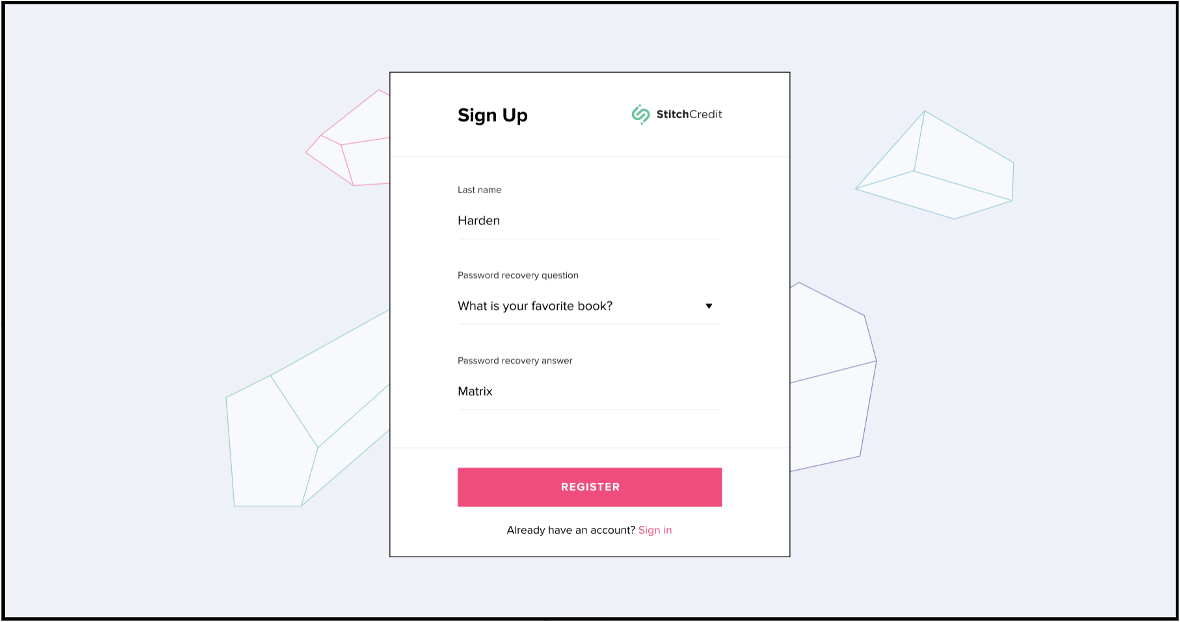 Sign Up
StitchCredit
Last name
Harden
Password recovery question
What is your favorite book?
Password recovery answer
Matrix
REGISTER
Already have an account? Sign in